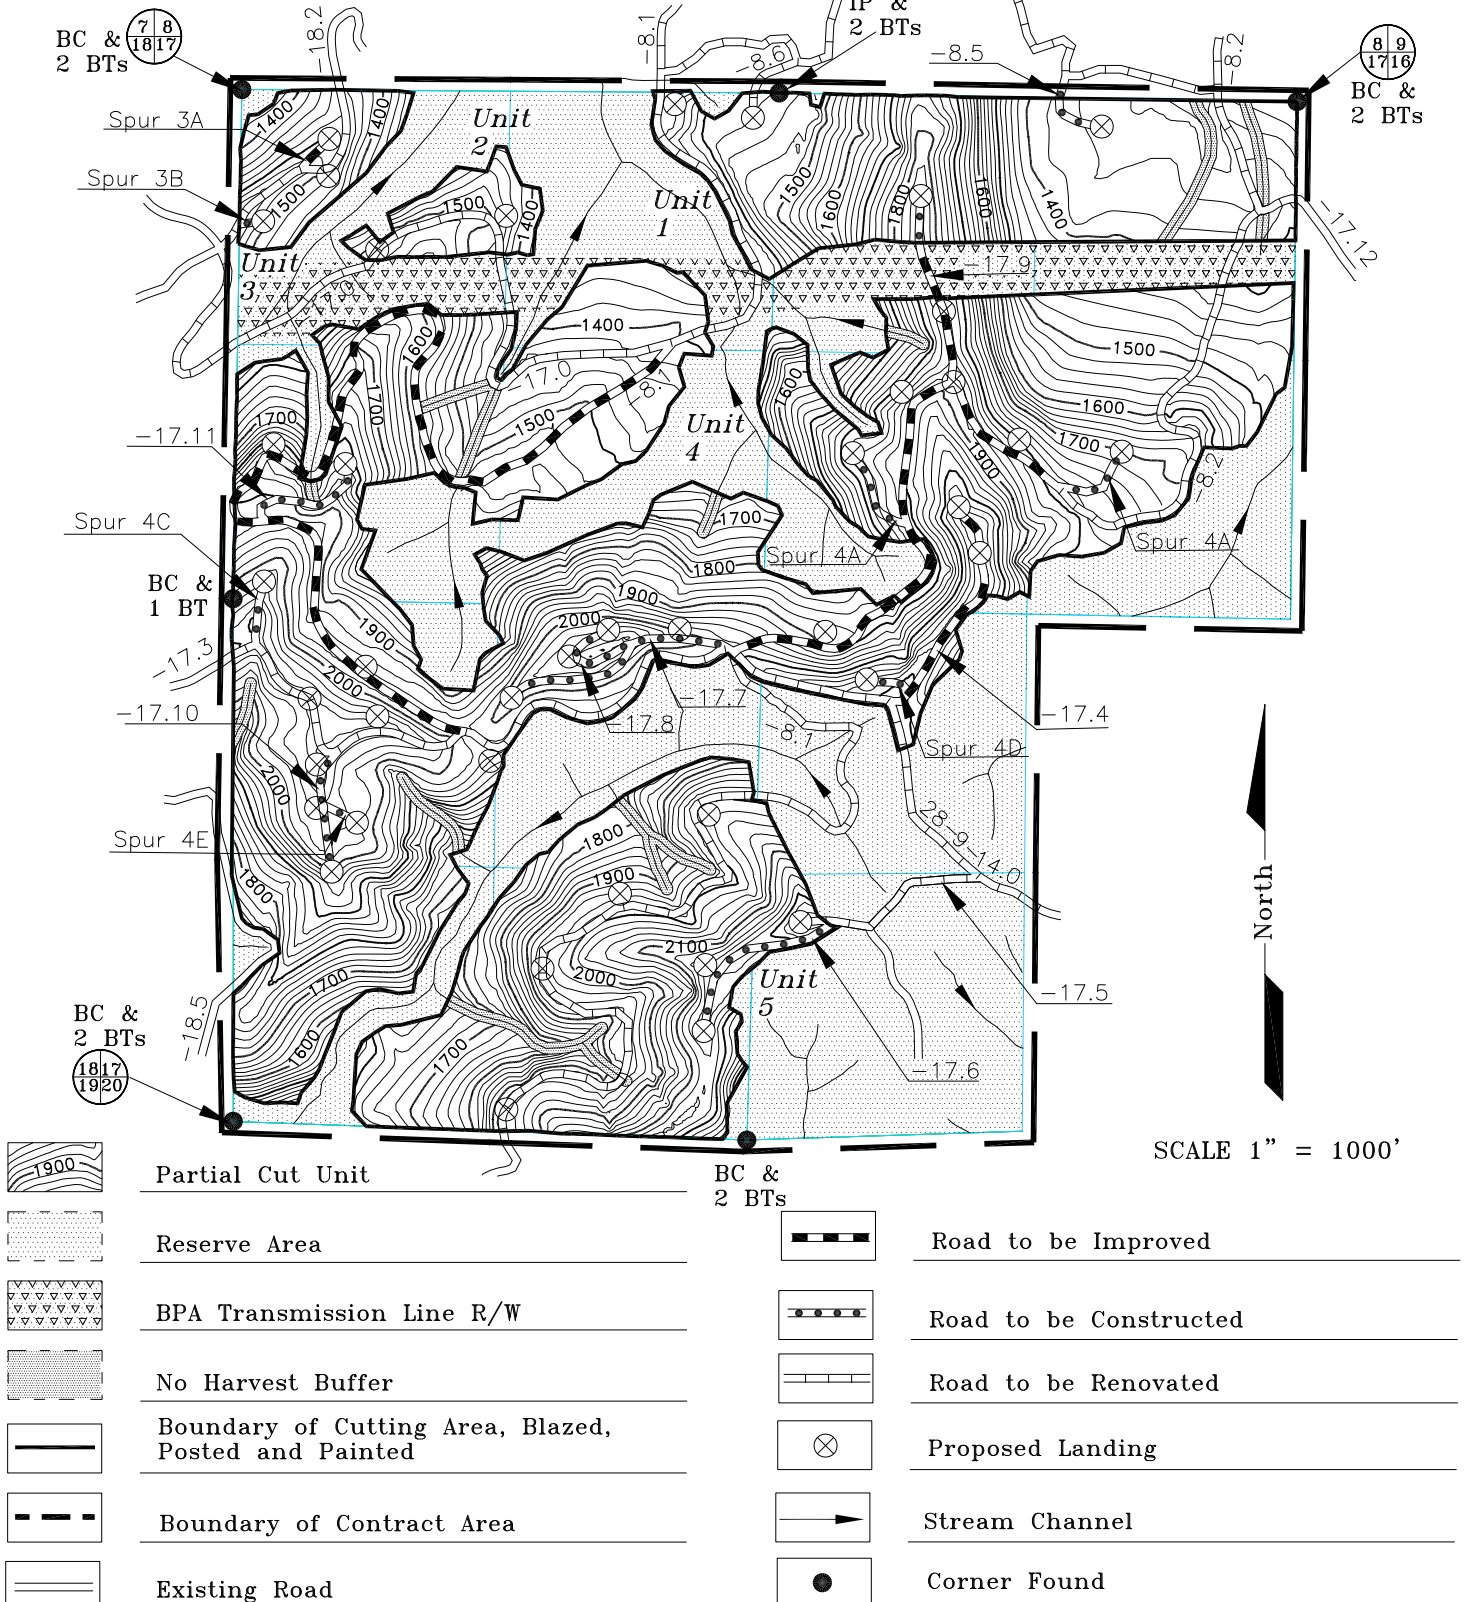 -18.2
-8.1
IP &
2 BTs
7 8
18 17
BC &
2 BTs
-8.6
-8.5
-8.2
8 9
17 16
BC &
2 BTs
Spur 3A
1400
1400
Unit
2
Spur 3B
1500
1500
1400
Unit
1
1500
1600
1800
1600
1400
-17.12
Unit
3
-17.0
-17.9
1600
1400
1500
1700
-17.0
-8.1
1600
1600
1700
-17.11
1500
Unit
4
1700
1900
-8.2
Spur 4C
1700
Spur 4A
Spur 4A
BC &
1 BT
1800
1900
2000
1900
-17.3
2000
-17.7
-17.8
-17.4
-17.10
-8.1
Spur 4D
2000
28-9-14.0
Spur 4E
1800
1900
1800
2100
2000
Unit
5
-17.5
1700
-18.5
BC &
2 BTs
18 17
19 20
1600
1700
-17.6
North
SCALE 1" = 1000'
BC &
2 BTs
1900
Partial Cut Unit
Reserve Area
BPA Transmission Line R/W
No Harvest Buffer
Boundary of Cutting Area, Blazed,
Posted and Painted
Boundary of Contract Area
Existing Road
Road to be Improved
Road to be Constructed
Road to be Renovated
Proposed Landing
Stream Channel
Corner Found